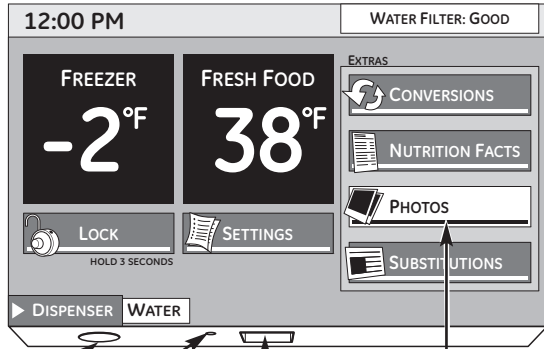 12:00 PM
WATER FILTER: GOOD
EXTRAS
FREEZER
-2°F
FRESH FOOD
38°F
CONVERSIONS
NUTRITION FACTS
PHOTOS
SUBSTITUTIONS
LOCK
HOLD 3 SECONDS
SETTINGS
DISPENSER
WATER